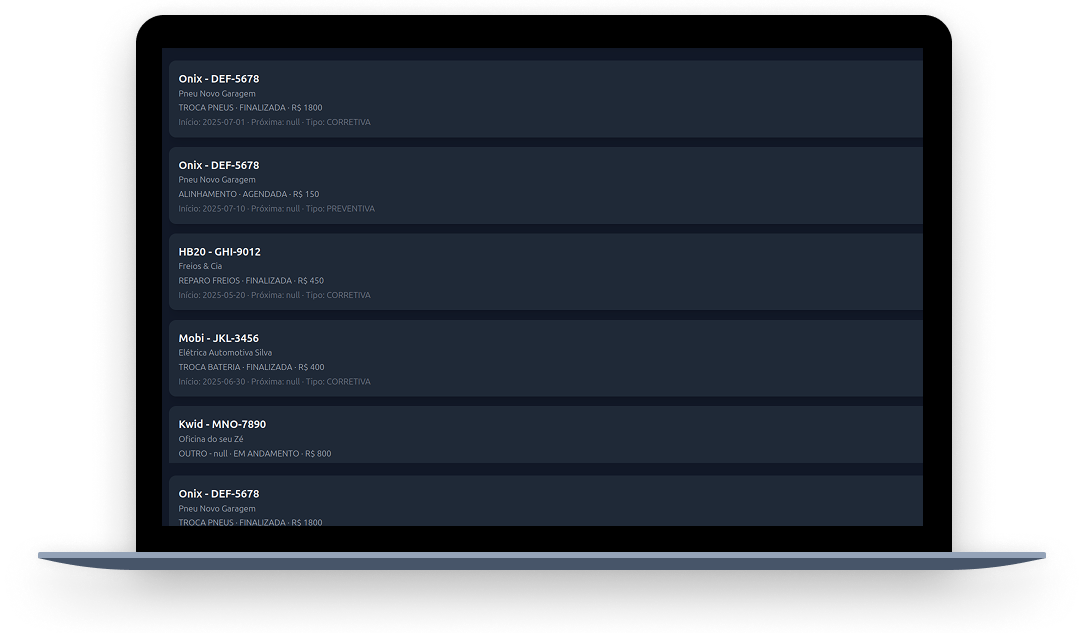 Onix - DEF-5678
Pneu Novo Garagem
TROCA PNEUS · FINALIZADA · R$ 1800
Início: 2025-07-01 · Próxima: null · Tipo: CORRETIVA
Onix - DEF-5678
Pneu Novo Garagem
ALINHAMENTO · AGENDADA · R$ 150
Início: 2025-07-10 · Próxima: null · Tipo: PREVENTIVA
HB20 - GHI-9012
Freios & Cia
REPARO FREIOS · FINALIZADA · R$ 450
Início: 2025-05-20 · Próxima: null · Tipo: CORRETIVA
Mobi - JKL-3456
Elétrica Automotiva Silva
TROCA BATERIA · FINALIZADA · R$ 400
Início: 2025-06-30 · Próxima: null · Tipo: CORRETIVA
Kwid - MNO-7890
Oficina do seu Zé
OUTRO - null · EM ANDAMENTO · R$ 800
Onix - DEF-5678
Pneu Novo Garagem
TROCA PNEUS · FINALIZADA · R$ 1800